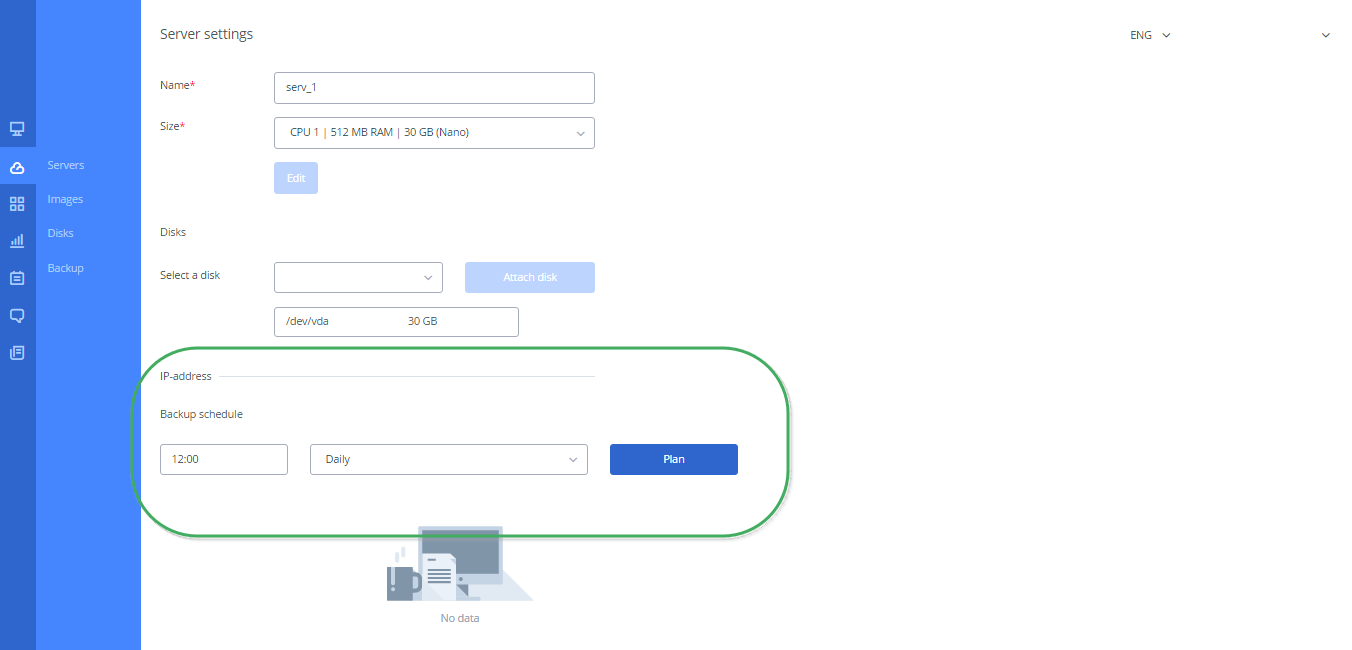 Server settings
ENG
Name*
serv_1
Size*
CPU 1 | 512 MB RAM | 30 GB (Nano)
Edit
Servers
Images
Disks
Backup
Disks
Select a disk
Attach disk
/dev/vda 30 GB
IP-address
Backup schedule
12:00
Daily
Plan
No data